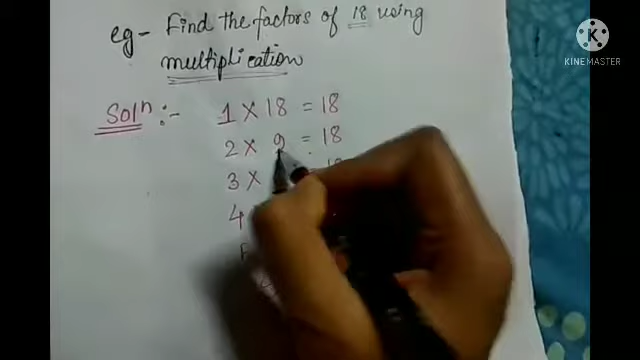 eg- Find the factors of 18 using
multiplication
Solⁿ:- 1 X 18 = 18
2 X 9 = 18
3 X
4
KINEMASTER